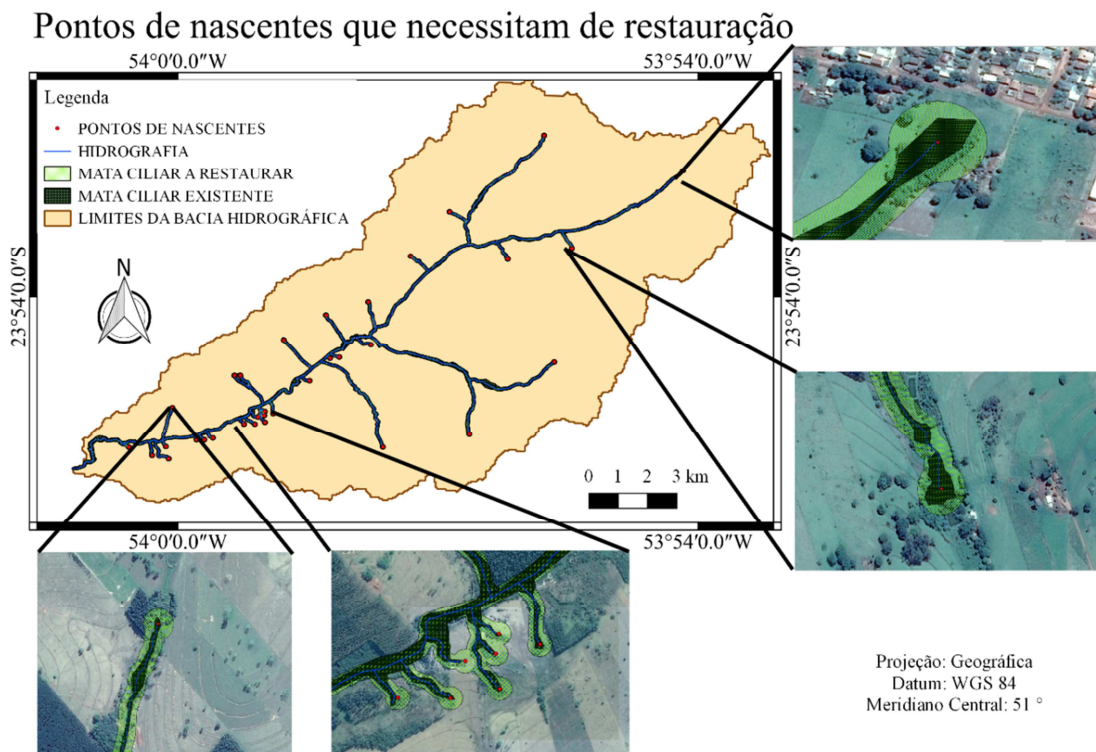 Pontos de nascentes que necessitam de restauração
54°0′0.0″W
53°54′0.0″W
Legenda
PONTOS DE NASCENTES
HIDROGRAFIA
MATA CILIAR A RESTAURAR
MATA CILIAR EXISTENTE
LIMITES DA BACIA HIDROGRÁFICA
N
23°54′0.0″S
23°54′0.0″S
0 1 2 3 km
54°0′0.0″W
53°54′0.0″W
Projeção: Geográfica
Datum: WGS 84
Meridiano Central: 51 °